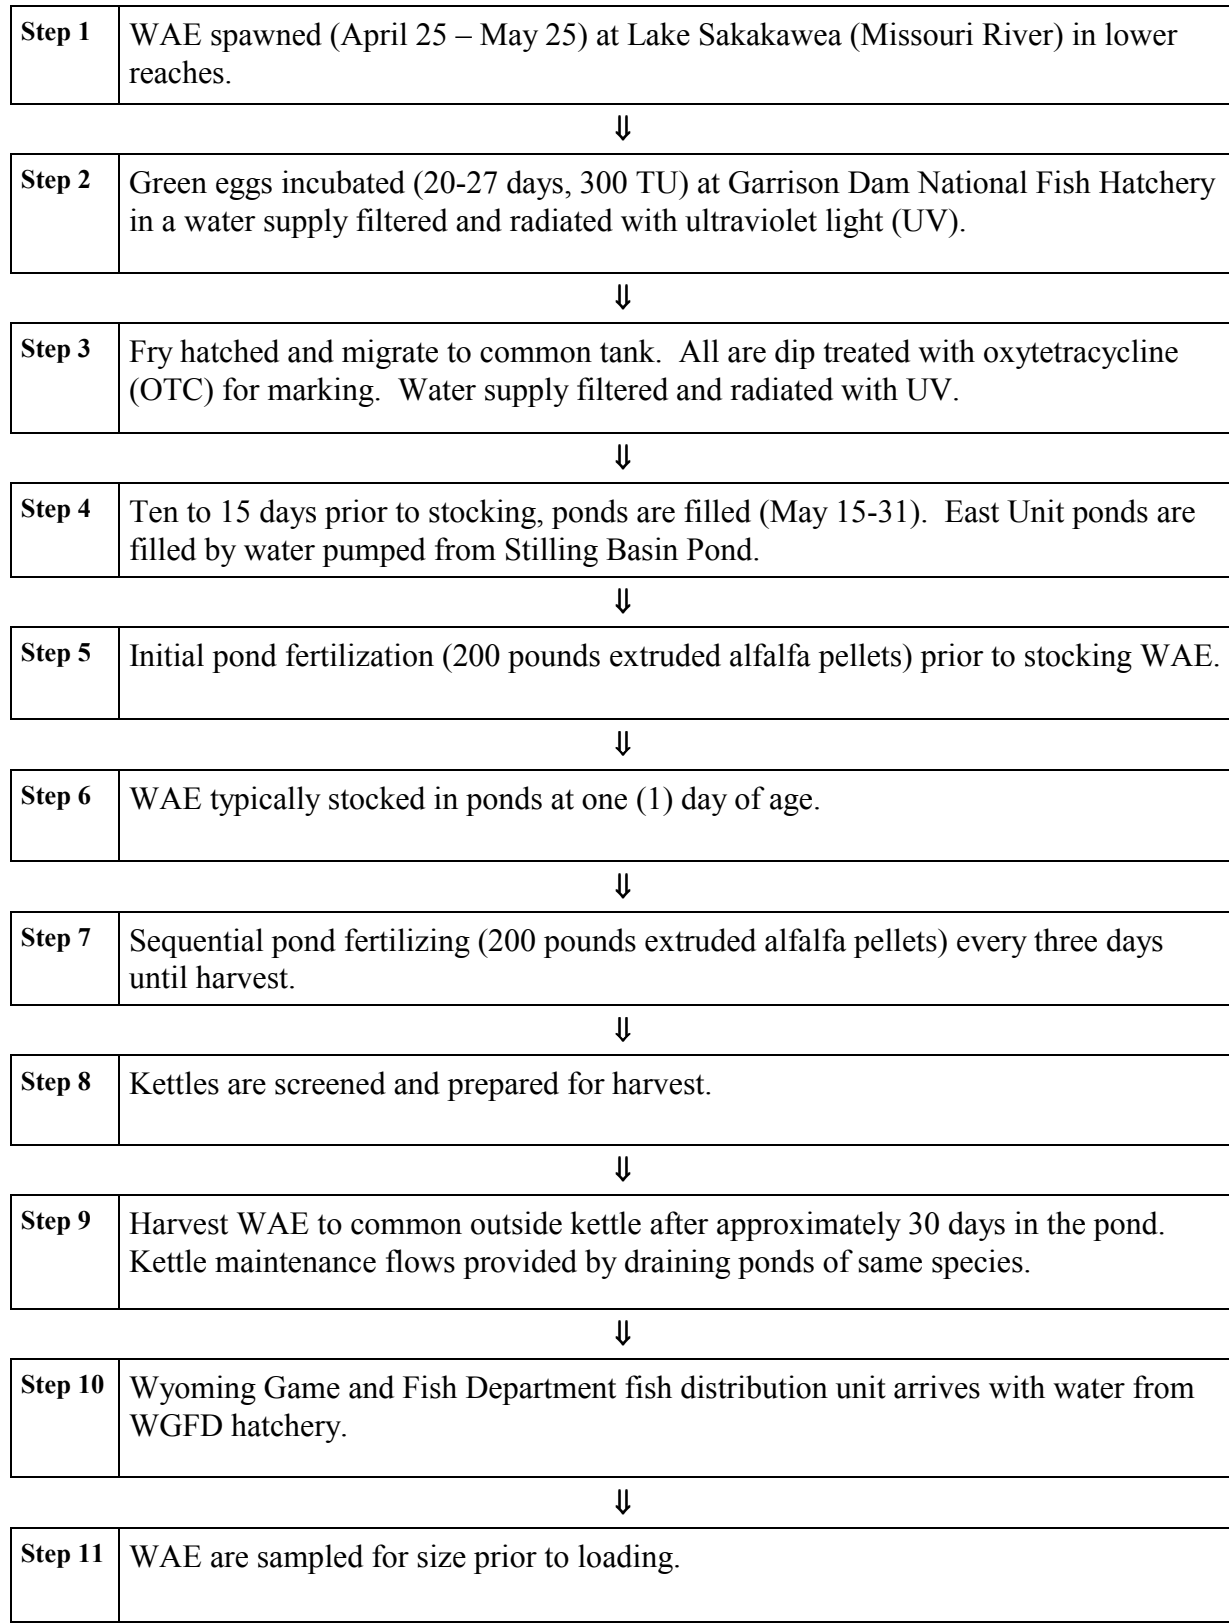 Step 1 WAE spawned (April 25 – May 25) at Lake Sakakawea (Missouri River) in lower
reaches.
⇓
Step 2 Green eggs incubated (20-27 days, 300 TU) at Garrison Dam National Fish Hatchery
in a water supply filtered and radiated with ultraviolet light (UV).
⇓
Step 3 Fry hatched and migrate to common tank.  All are dip treated with oxytetracycline
(OTC) for marking.  Water supply filtered and radiated with UV.
⇓
Step 4 Ten to 15 days prior to stocking, ponds are filled (May 15-31).  East Unit ponds are
filled by water pumped from Stilling Basin Pond.
⇓
Step 5 Initial pond fertilization (200 pounds extruded alfalfa pellets) prior to stocking WAE.
⇓
Step 6 WAE typically stocked in ponds at one (1) day of age.
⇓
Step 7 Sequential pond fertilizing (200 pounds extruded alfalfa pellets) every three days
until harvest.
⇓
Step 8 Kettles are screened and prepared for harvest.
⇓
Step 9 Harvest WAE to common outside kettle after approximately 30 days in the pond.
Kettle maintenance flows provided by draining ponds of same species.
⇓
Step 10 Wyoming Game and Fish Department fish distribution unit arrives with water from
WGFD hatchery.
⇓
Step 11 WAE are sampled for size prior to loading.